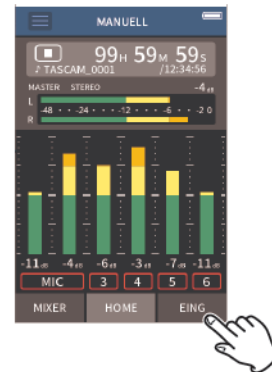 MANUELL
99H 59M 59s
♪ TASCAM_0001 /12:34:56
MASTER STEREO -4dB
L
-48 • • • -24 • • • • -12 • • • -6 • • -2 0
R
-11dB -4dB -6dB -3dB -7dB -11dB
MIC 3 4 5 6
MIXER HOME EING